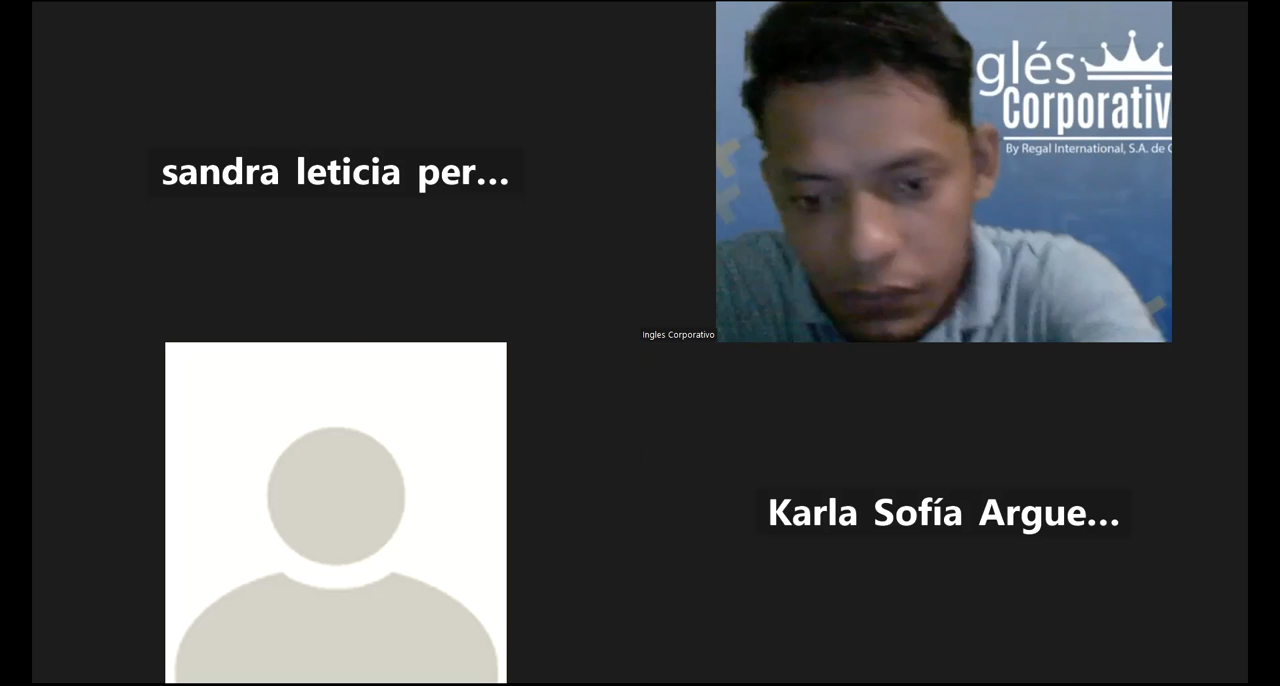 sandra leticia per...
glés
Corporativ
By Regal International, S.A. de C
Ingles Corporativo
Karla Sofía Argue...